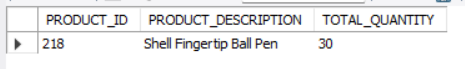 PRODUCT_ID PRODUCT_DESCRIPTION TOTAL_QUANTITY
218 Shell Fingertip Ball Pen 30